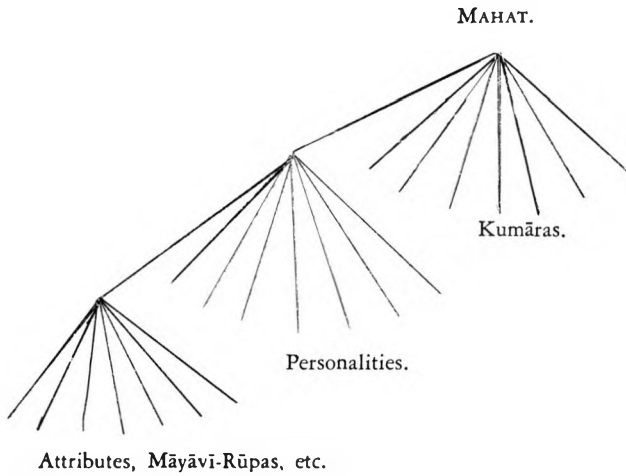 MAHAT.
Kumāras.
Personalities.
Attributes, Māyāvī-Rūpas, etc.